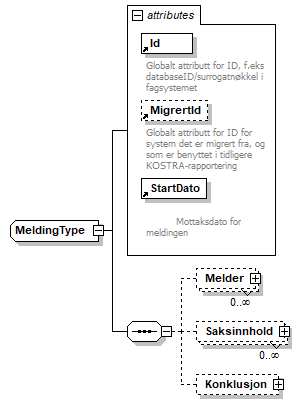 attributes
Id
Globalt attributt for ID, f.eks
databaseID/surrogatnøkkel i
fagsystemet
MigrertId
Globalt attributt for ID for
system det er migrert fra, og
som er benyttet i tidligere
KOSTRA-rapportering
StartDato
Mottaksdato for
meldingen
MeldingType
Melder
0..∞
Saksinnhold
0..∞
Konklusjon